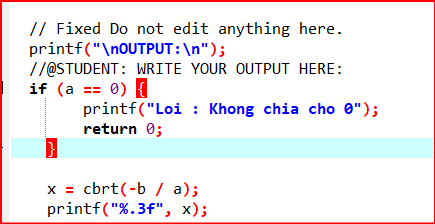 // Fixed Do not edit anything here.
printf("\nOUTPUT:\n");
//@STUDENT: WRITE YOUR OUTPUT HERE:
if (a == 0) {
printf("Loi : Khong chia cho 0");
return 0;
}
x = cbrt(-b / a);
printf("%.3f", x);